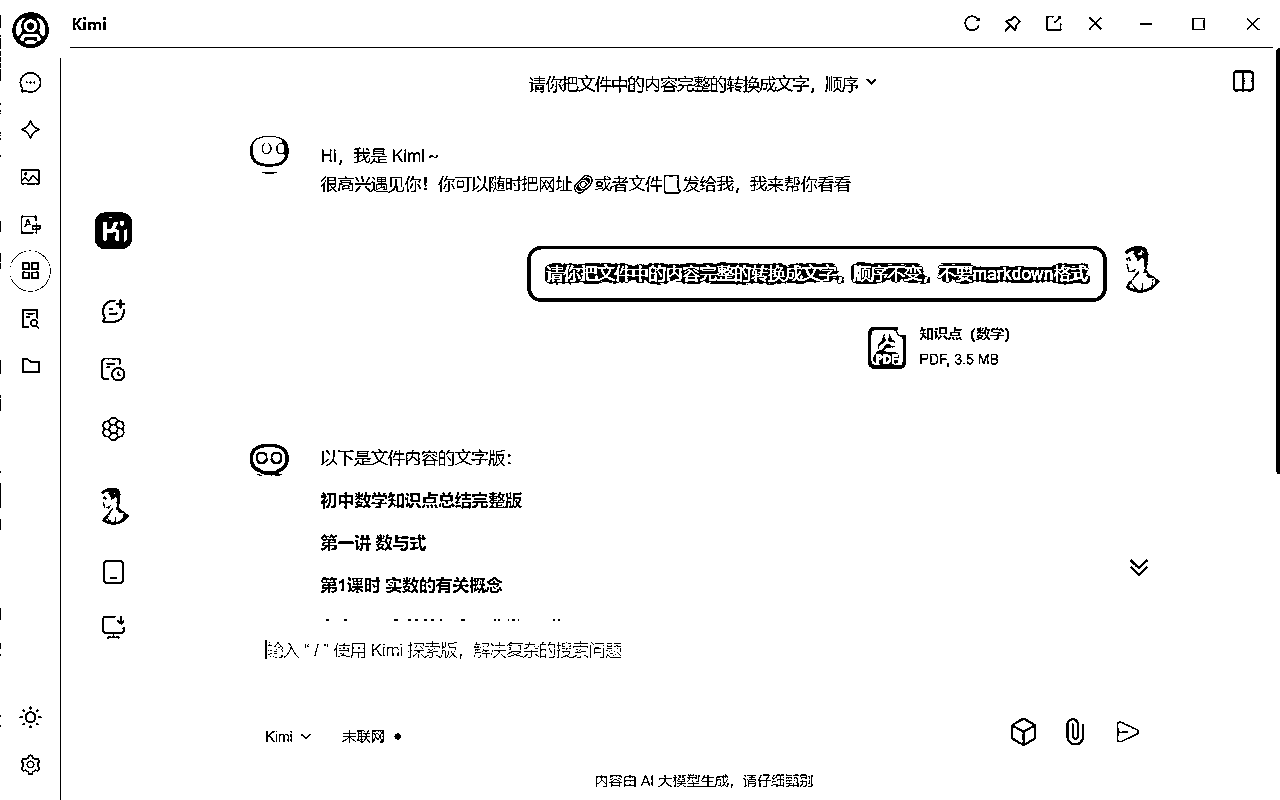 Kimi
请你把文件中的内容完整的转换成文字，顺序
Hi，我是 Kimi~
很高兴遇见你！你可以随时把网址或者文件发给我，我来帮你看看
Ki
请你把文件中的内容完整的转换成文字，顺序不变，不要markdown格式
知识点（数学）
PDF
PDF, 3.5 MB
以下是文件内容的文字版：
初中数学知识点总结完整版
第一讲 数与式
第1课时 实数的有关概念
输入 “ / ” 使用 Kimi 探索版，解决复杂的搜索问题
Kimi
未联网
内容由 AI 大模型生成，请仔细甄别